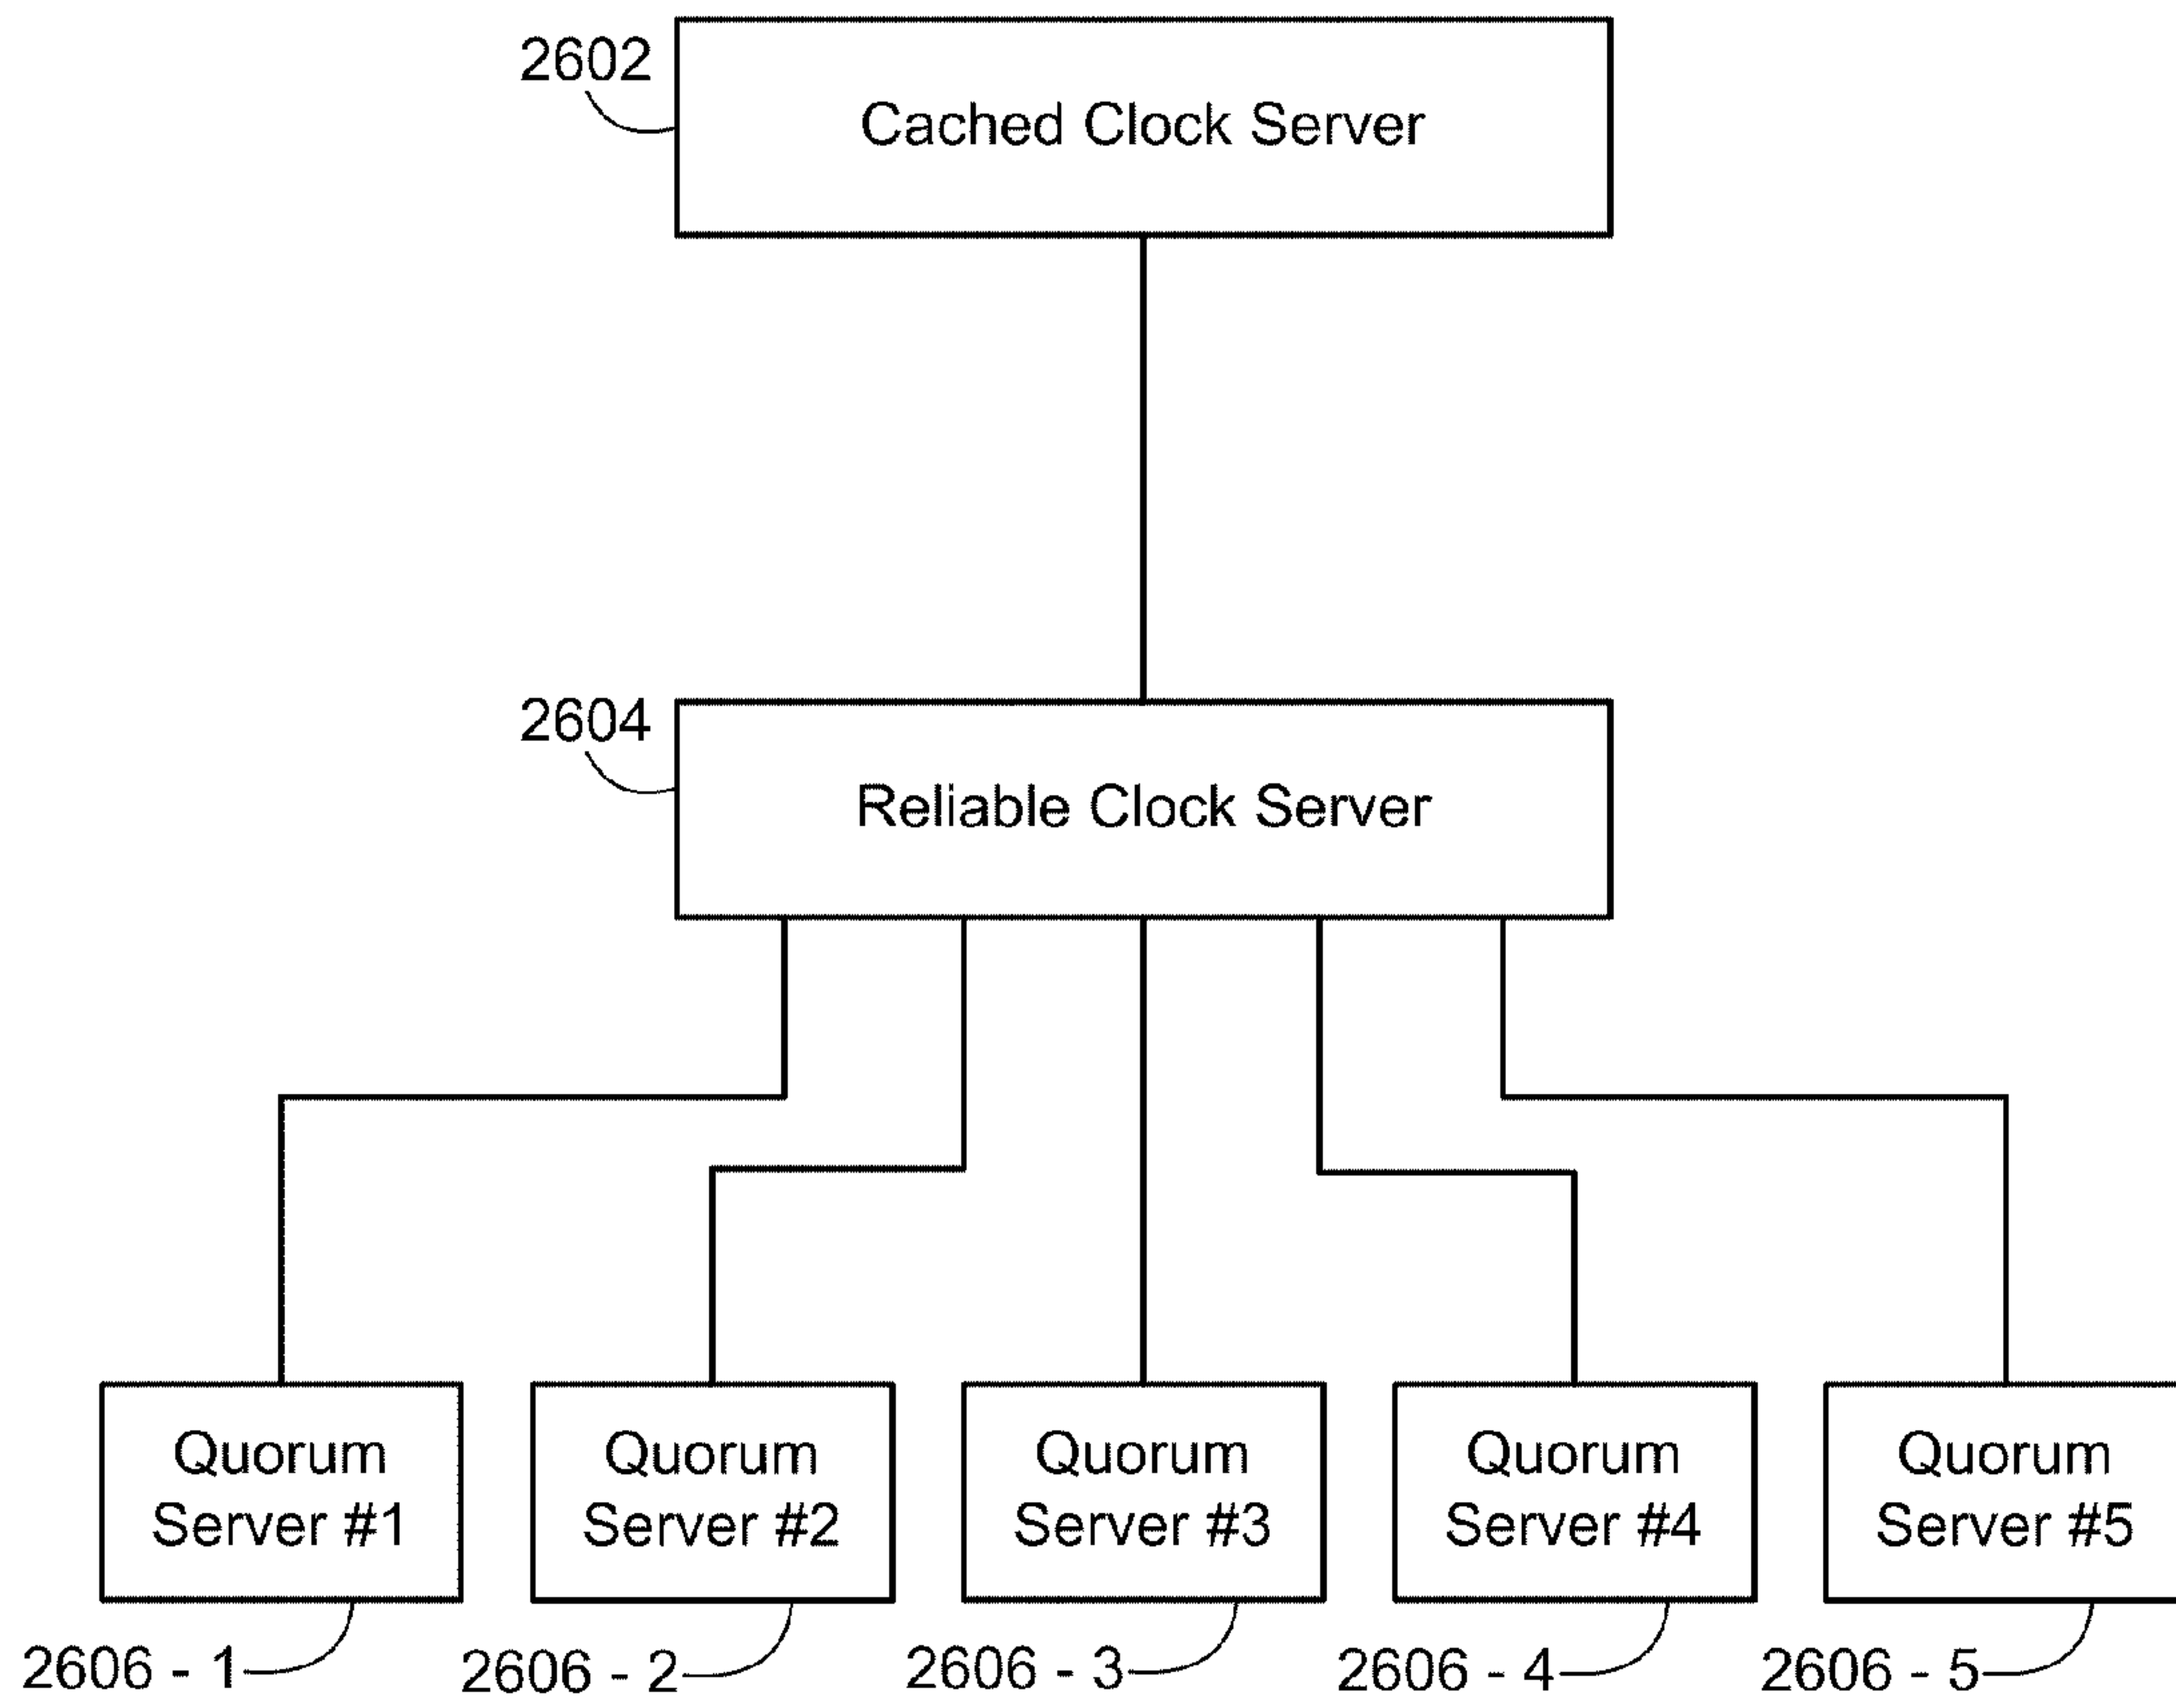 2602
Cached Clock Server
2604
Reliable Clock Server
Quorum
Server #1
Quorum
Server #2
Quorum
Server #3
Quorum
Server #4
Quorum
Server #5
2606 - 1
2606 - 2
2606 - 3
2606 - 4
2606 - 5